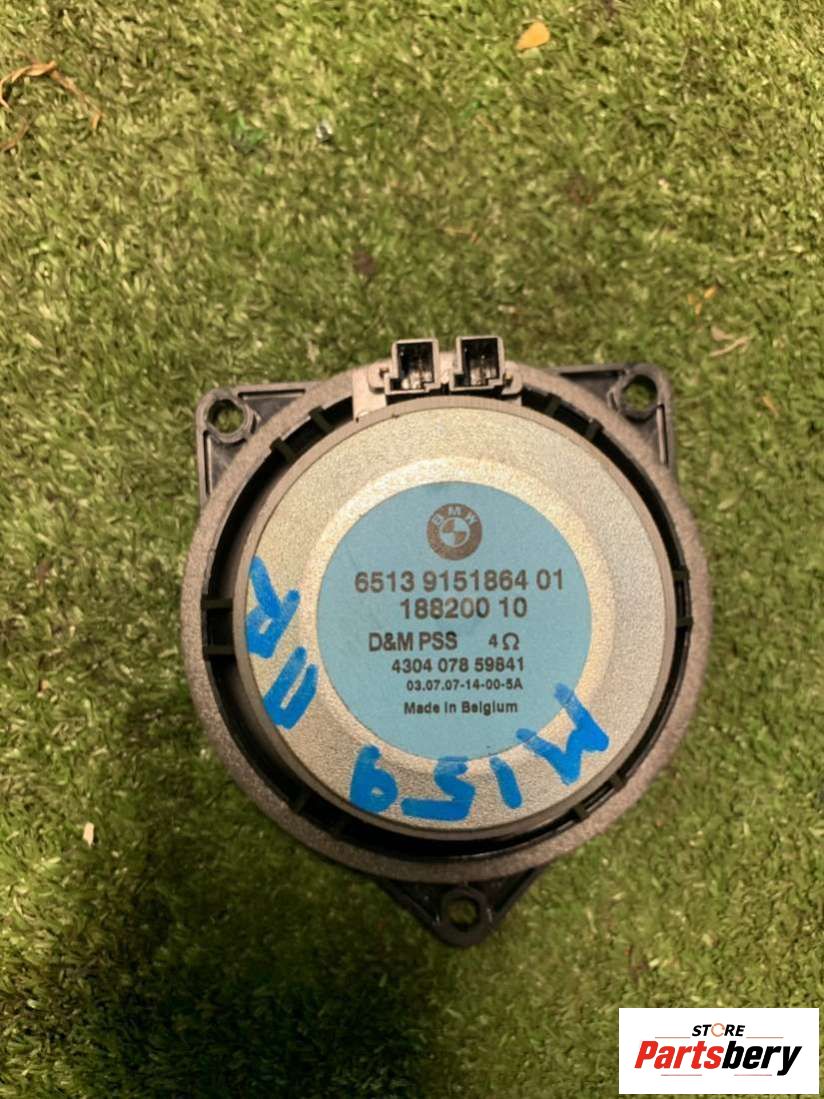 BMW
6513 9151864 01
188200 10
D&M PSS 4Ω
4304 078 59841
03.07.07-14-00-5A
Made in Belgium
M159
STORE
Partsbery